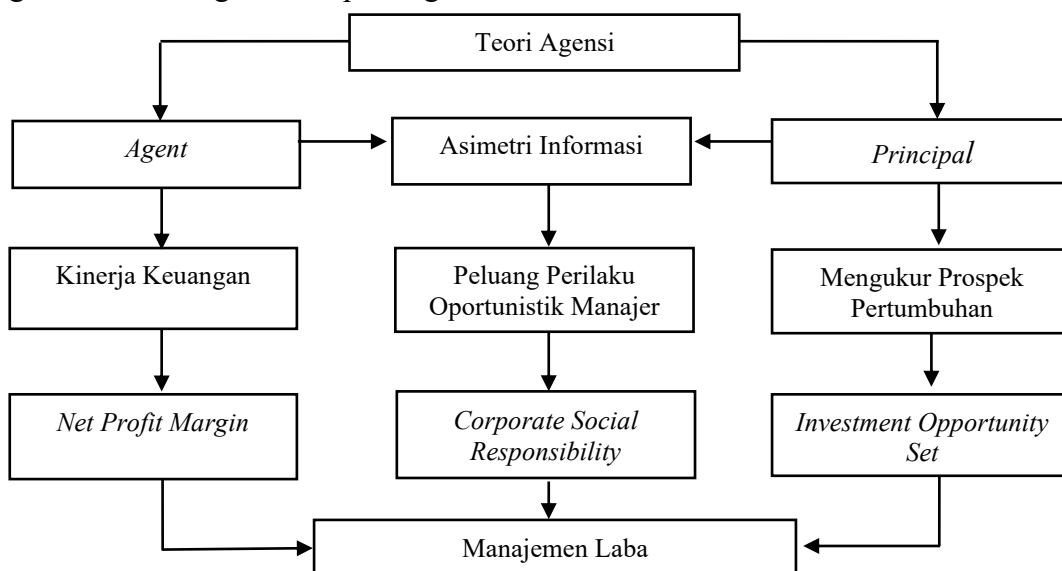 Teori Agensi
Agent
Asimetri Informasi
Principal
Kinerja Keuangan
Peluang Perilaku
Oportunistik Manajer
Mengukur Prospek
Pertumbuhan
Net Profit Margin
Corporate Social
Responsibility
Investment Opportunity
Set
Manajemen Laba